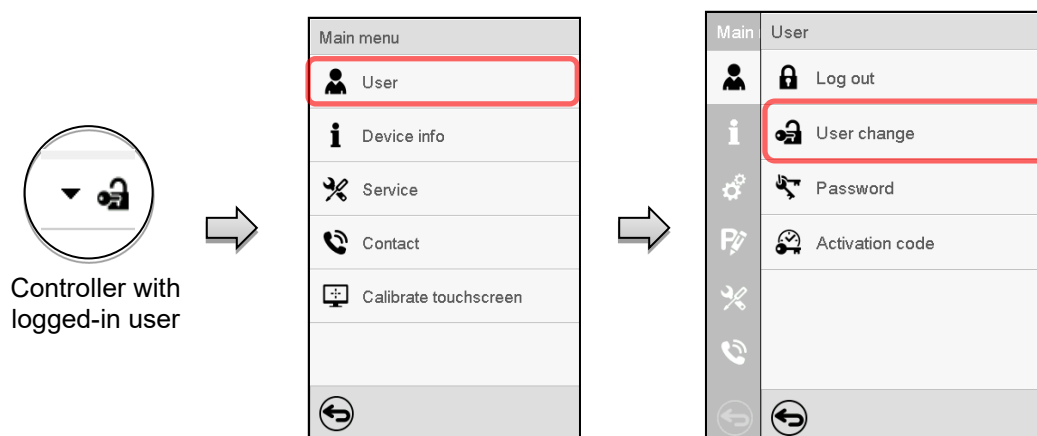 Controller with
logged-in user
Main menu
User
Device info
Service
Contact
Calibrate touchscreen
Main
User
Log out
User change
Password
Activation code